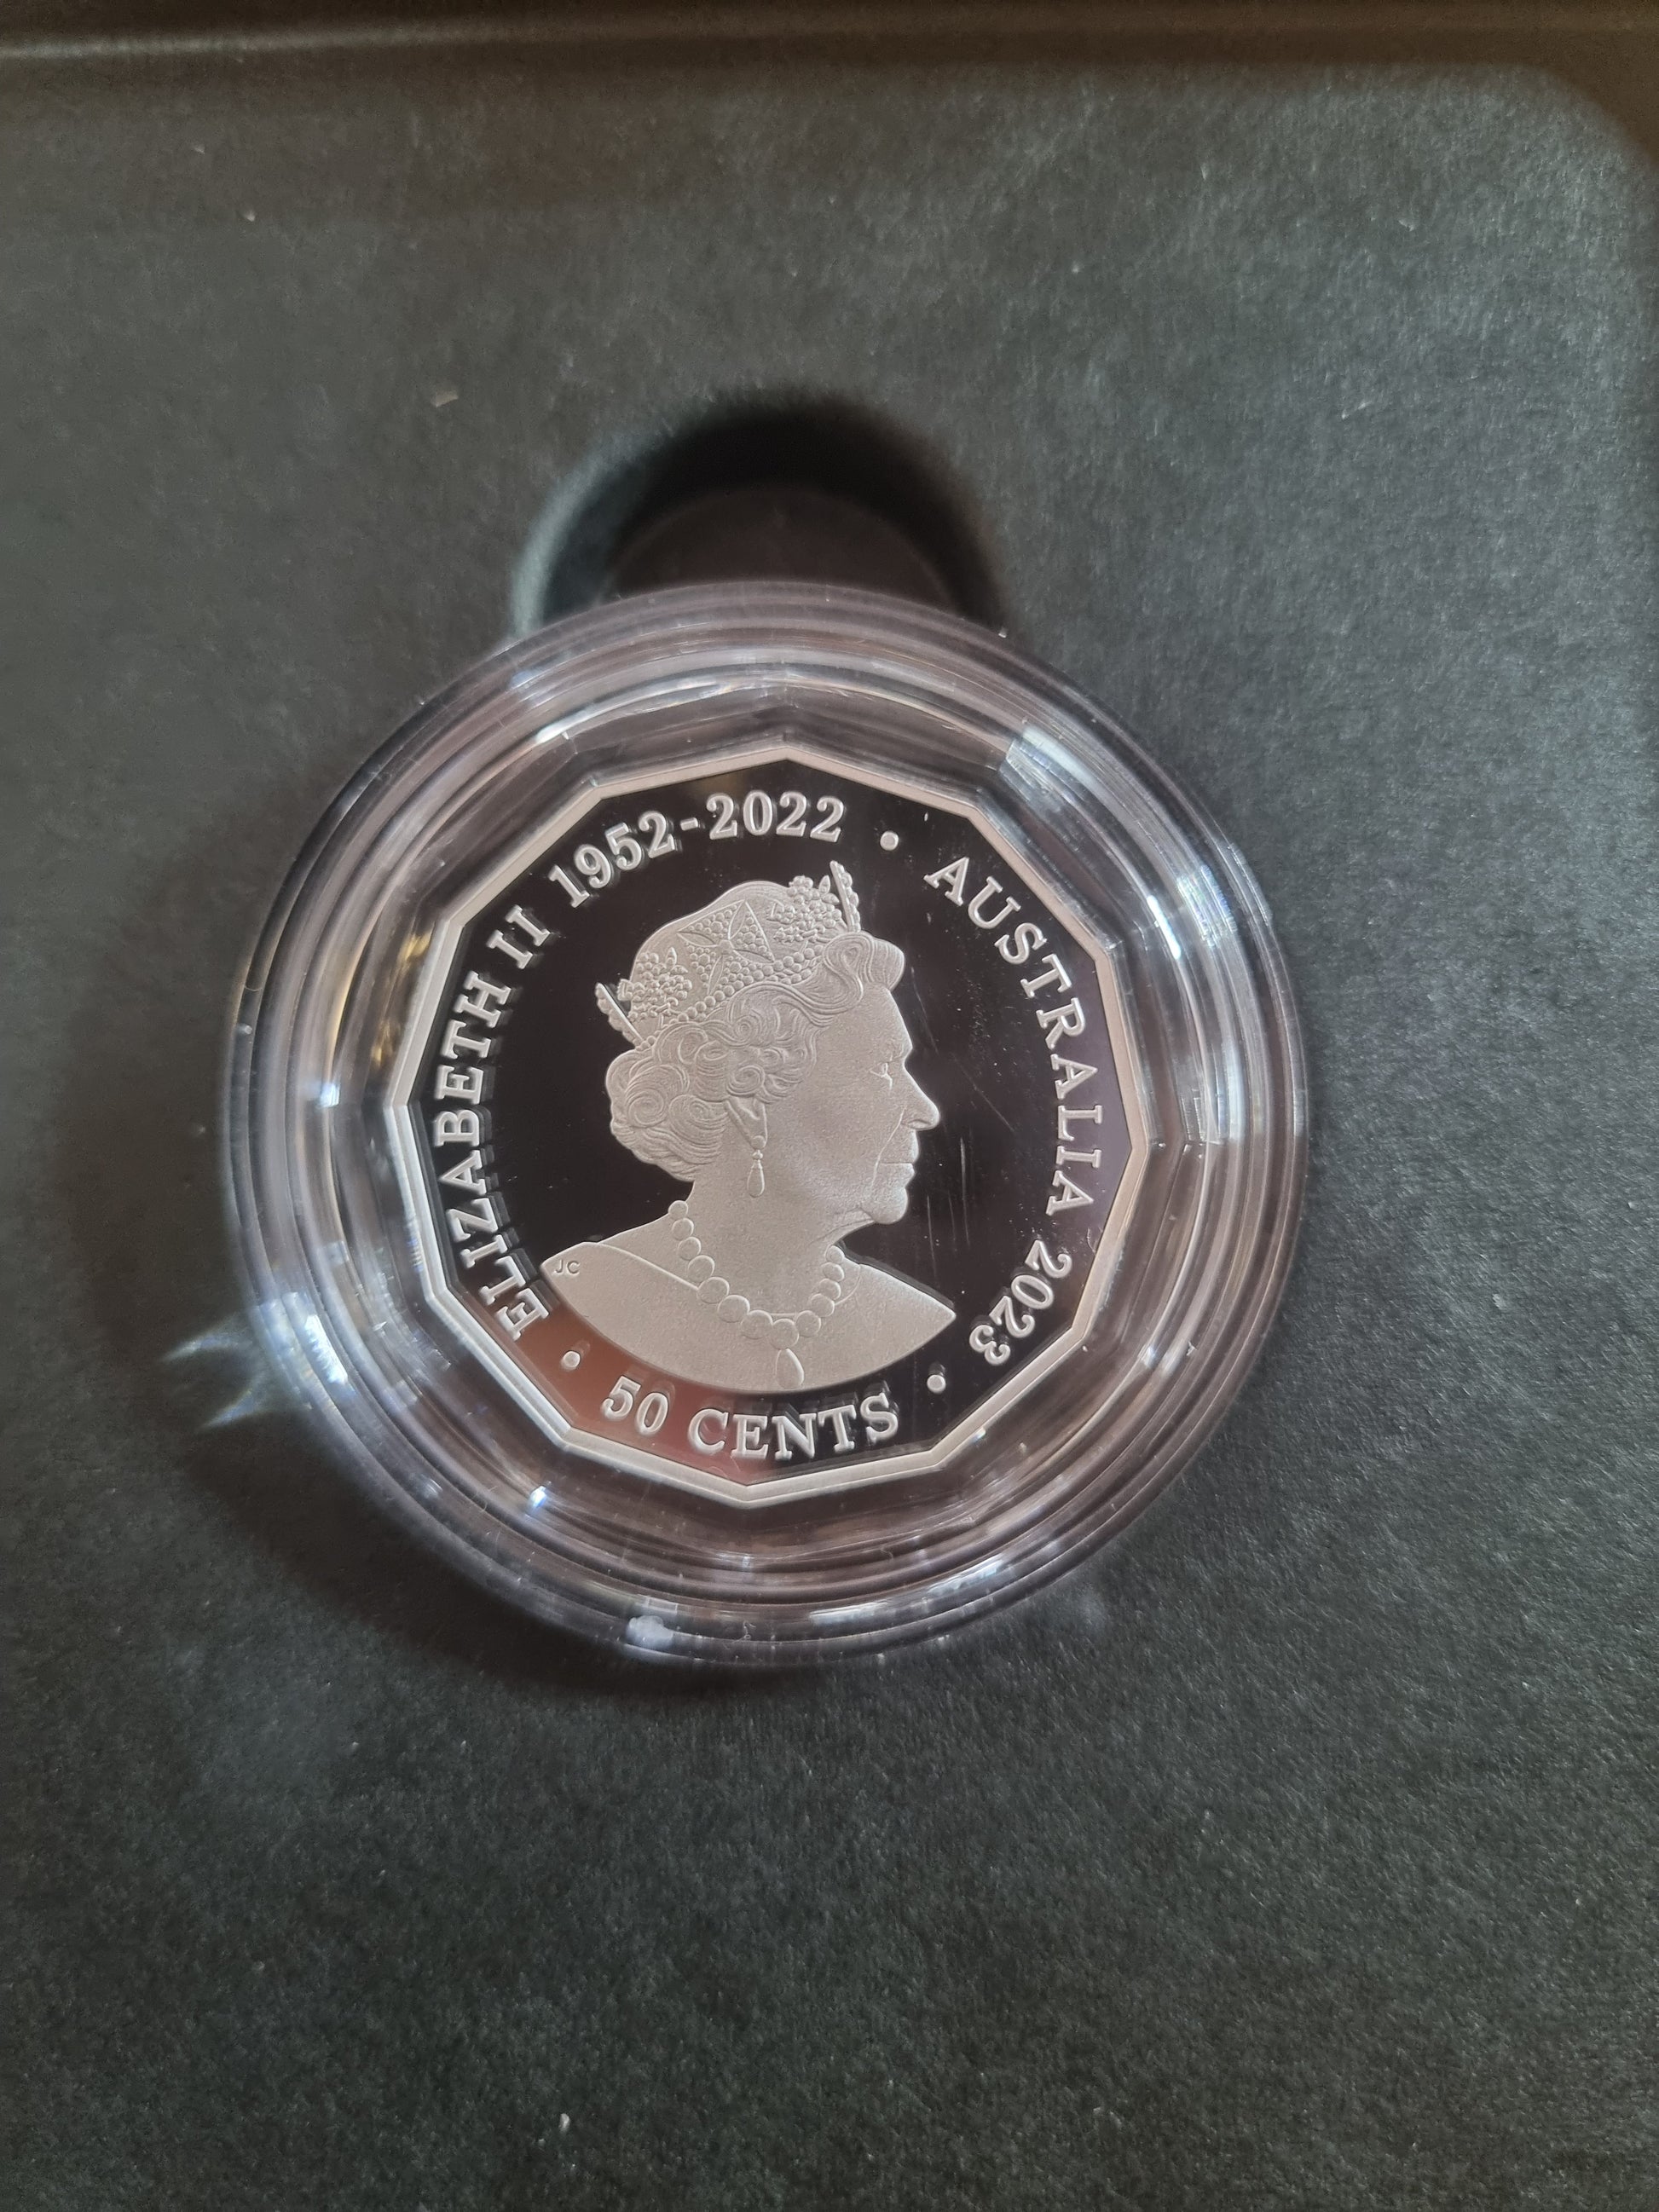 ELIZABETH II 1952-2022 • AUSTRALIA 2023 •
50 CENTS •
JC